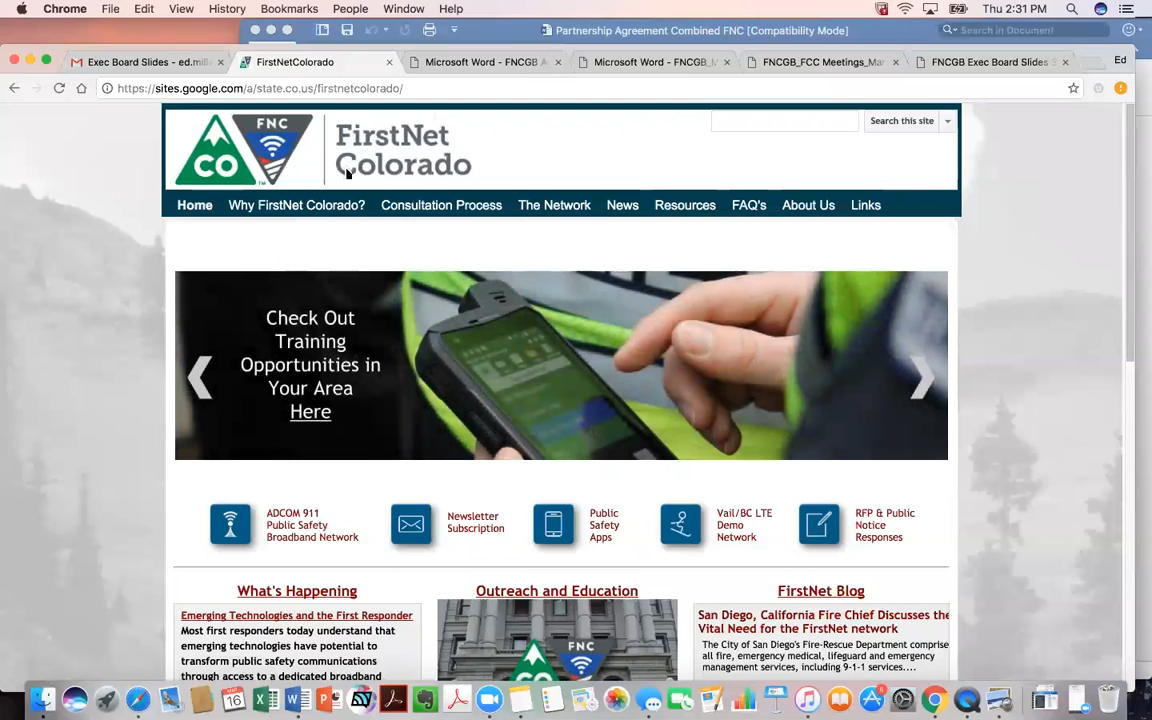 Chrome File Edit View History Bookmarks People Window Help Thu 2:31 PM
Partnership Agreement Combined FNC [Compatibility Mode] Search in Document
Exec Board Slides - ed.mill × FirstNetColorado × Microsoft Word - FNCGB A × Microsoft Word - FNCGB_ × FNCGB_FCC Meetings_Mar × FNCGB Exec Board Slides × Ed
https://sites.google.com/a/state.co.us/firstnetcolorado/
FNC
CO
TM
FirstNet
Colorado
Search this site
Home Why FirstNet Colorado? Consultation Process The Network News Resources FAQ's About Us Links
Check Out
Training
Opportunities in
Your Area
Here
ADCOM 911
Public Safety
Broadband Network
Newsletter
Subscription
Public
Safety
Apps
Vail/BC LTE
Demo
Network
RFP & Public
Notice
Responses
What's Happening
Emerging Technologies and the First Responder
Most first responders today understand that
emerging technologies have potential to
transform public safety communications
through access to a dedicated broadband
Outreach and Education
FNC
CO
FirstNet Blog
San Diego, California Fire Chief Discusses the
Vital Need for the FirstNet network
The City of San Diego's Fire-Rescue Department comprise
all fire, emergency medical, lifeguard and emergency
management services, including 9-1-1 services....
16